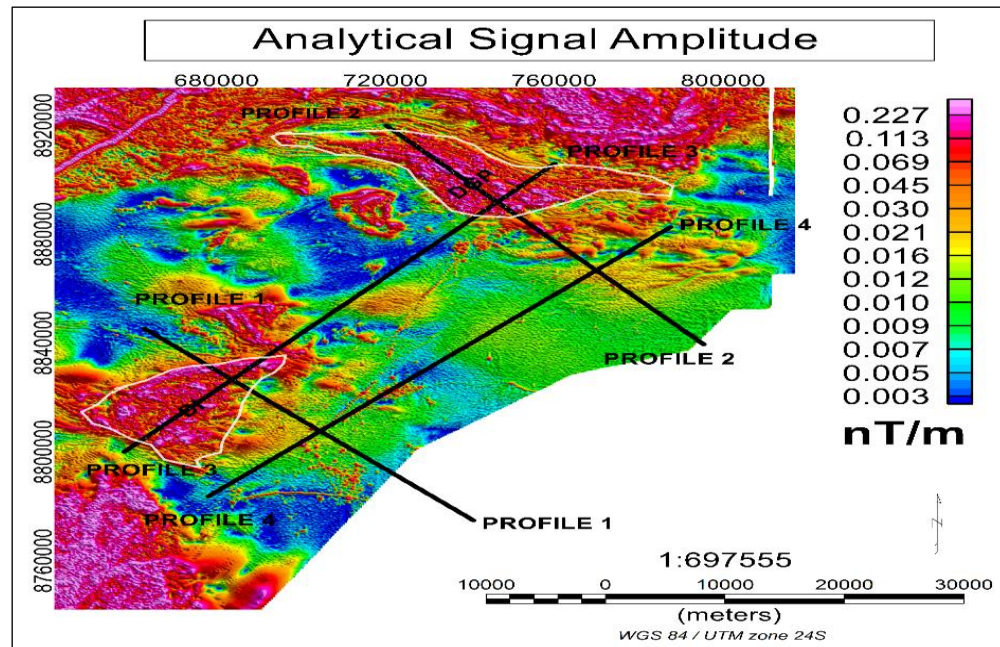 Analytical Signal Amplitude
680000
720000
760000
800000
8920000
8880000
8840000
8800000
8760000
PROFILE 2
PROFILE 3
PROFILE 4
PROFILE 1
PROFILE 2
PROFILE 3
PROFILE 4
PROFILE 1
0.227
0.113
0.069
0.045
0.030
0.021
0.016
0.012
0.010
0.009
0.007
0.005
0.003
nT/m
N
1:697555
10000 0 10000 20000 30000
(meters)
WGS 84 / UTM zone 24S